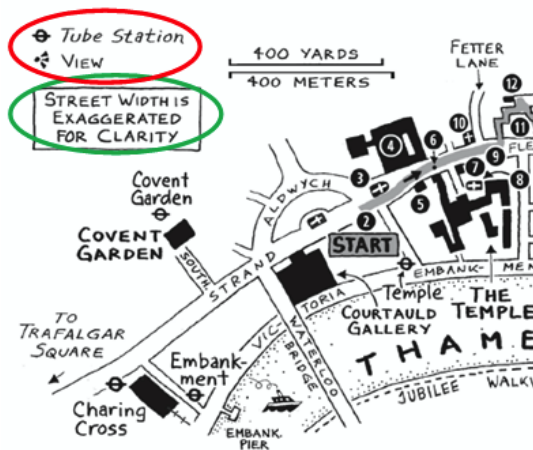 Tube Station
VIEW
400 YARDS
400 METERS
STREET WIDTH IS
EXAGGERATED
FOR CLARITY
FETTER
LANE
12
11
10
6
4
9
FLE
7
3
8
5
2
ALDWYCH
Covent
Garden
COVENT
GARDEN
START
SOUTH.
STRAND
EMBANK-
MEN
TORIA
Temple
COURTAULD
GALLERY
THE
TEMPLE
TO
TRAFALGAR
SQUARE
VIC
WATERLOO
BRIDGE
THAME
Embank-
ment
Charing
Cross
JUBILEE
WALK
EMBANK.
PIER